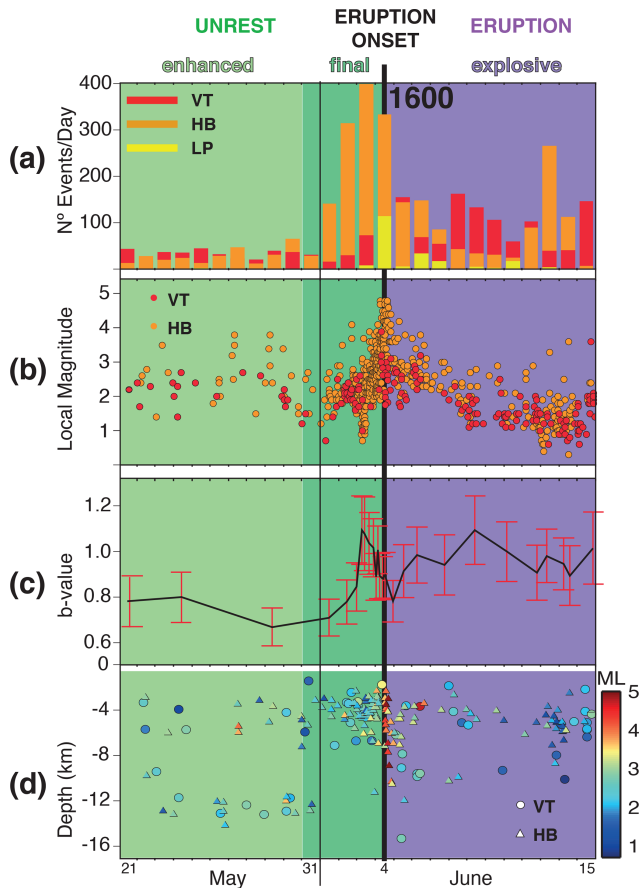 UNREST
ERUPTION
ONSET
ERUPTION
enhanced
final
explosive
(a)
Nº Events/Day
400
300
200
100
VT
HB
LP
1600
(b)
Local Magnitude
5
4
3
2
1
VT
HB
(c)
b-value
1.2
1.0
0.8
0.6
0
(d)
Depth (km)
-4
-8
-12
-16
VT
HB
ML
5
4
3
2
1
21
31
4
15
May
June